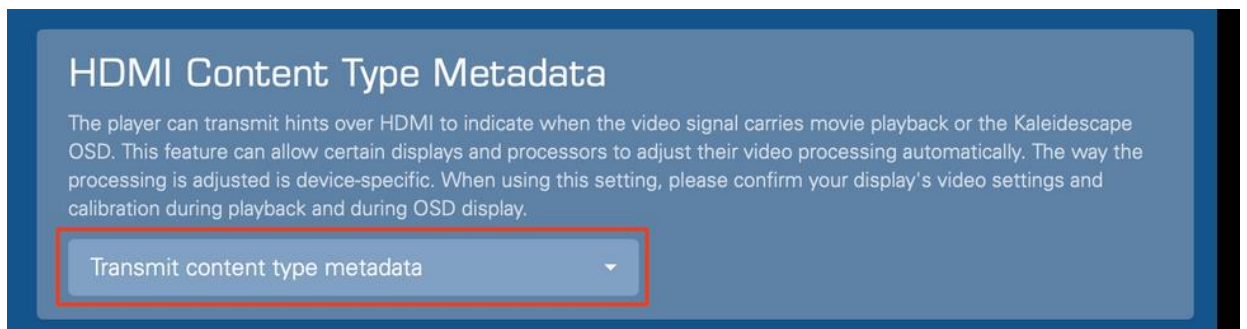 HDMI Content Type Metadata
The player can transmit hints over HDMI to indicate when the video signal carries movie playback or the Kaleidescape
OSD. This feature can allow certain displays and processors to adjust their video processing automatically. The way the
processing is adjusted is device-specific. When using this setting, please confirm your display's video settings and
calibration during playback and during OSD display.
Transmit content type metadata